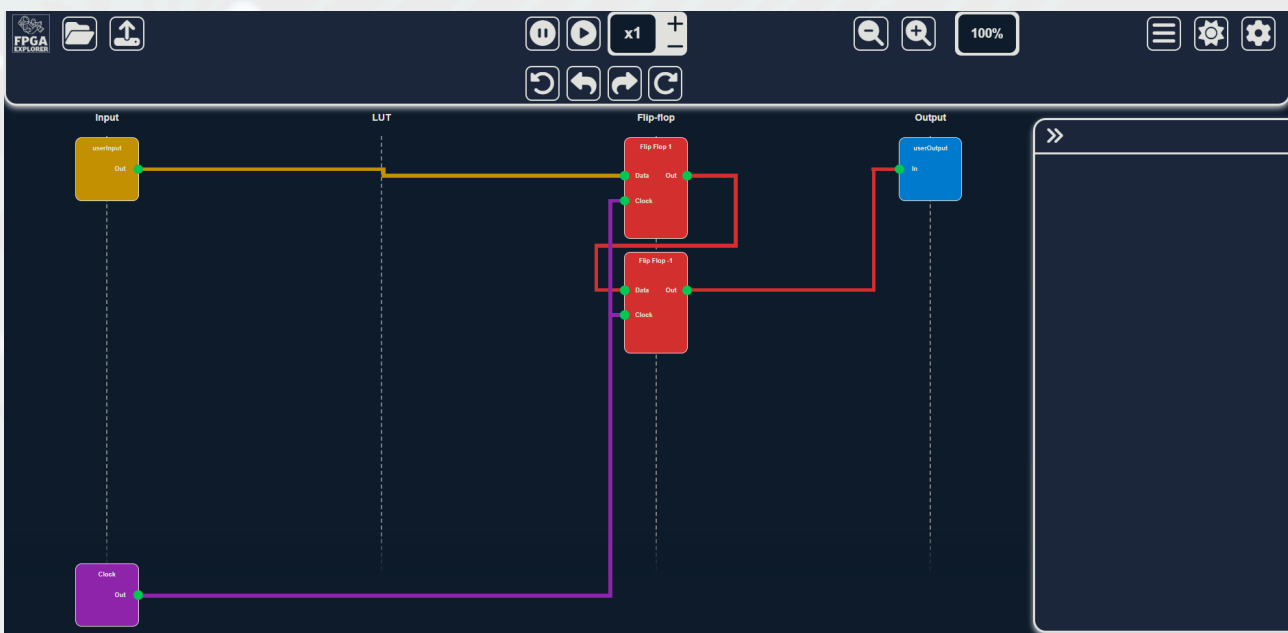 FPGA
EXPLORER
x1
+
−
100%
Input
LUT
Flip-flop
Output
userInput
Out
Flip Flop 1
Data Out
Clock
userOutput
In
Flip Flop -1
Data Out
Clock
Clock
Out